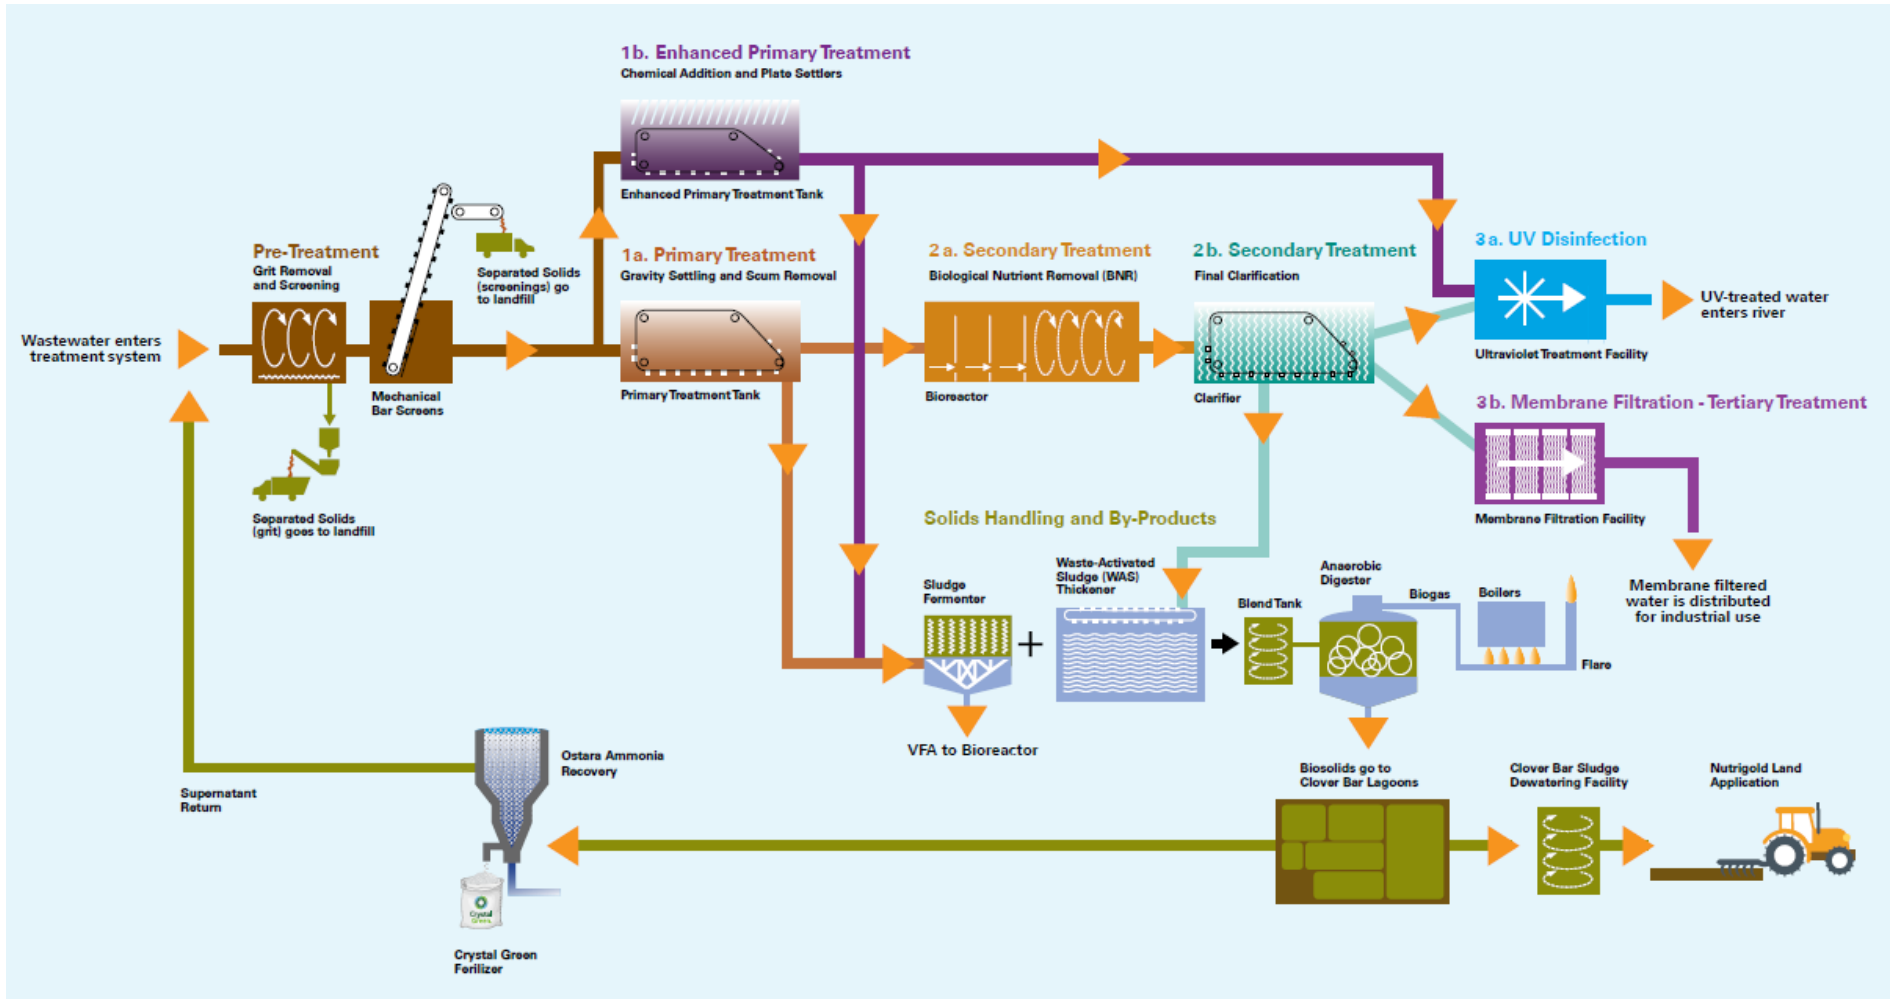 1b. Enhanced Primary Treatment
Chemical Addition and Plate Settlers
Enhanced Primary Treatment Tank
Pre-Treatment
Grit Removal
and Screening
Separated Solids
(screenings) go
to landfill
Mechanical
Bar Screens
Separated Solids
(grit) goes to landfill
Wastewater enters
treatment system
1a. Primary Treatment
Gravity Settling and Scum Removal
Primary Treatment Tank
2a. Secondary Treatment
Biological Nutrient Removal (BNR)
Bioreactor
2b. Secondary Treatment
Final Clarification
Clarifier
3a. UV Disinfection
Ultraviolet Treatment Facility
UV-treated water
enters river
3b. Membrane Filtration - Tertiary Treatment
Membrane Filtration Facility
Membrane filtered
water is distributed
for industrial use
Solids Handling and By-Products
Sludge
Fermenter
+
Waste-Activated
Sludge (WAS)
Thickener
Blend Tank
Anaerobic
Digester
Biogas
Boilers
Flare
VFA to Bioreactor
Biosolids go to
Clover Bar Lagoons
Clover Bar Sludge
Dewatering Facility
Nutrigold Land
Application
Ostara Ammonia
Recovery
Supernatant
Return
Crystal
Green
Crystal Green
Ferilizer